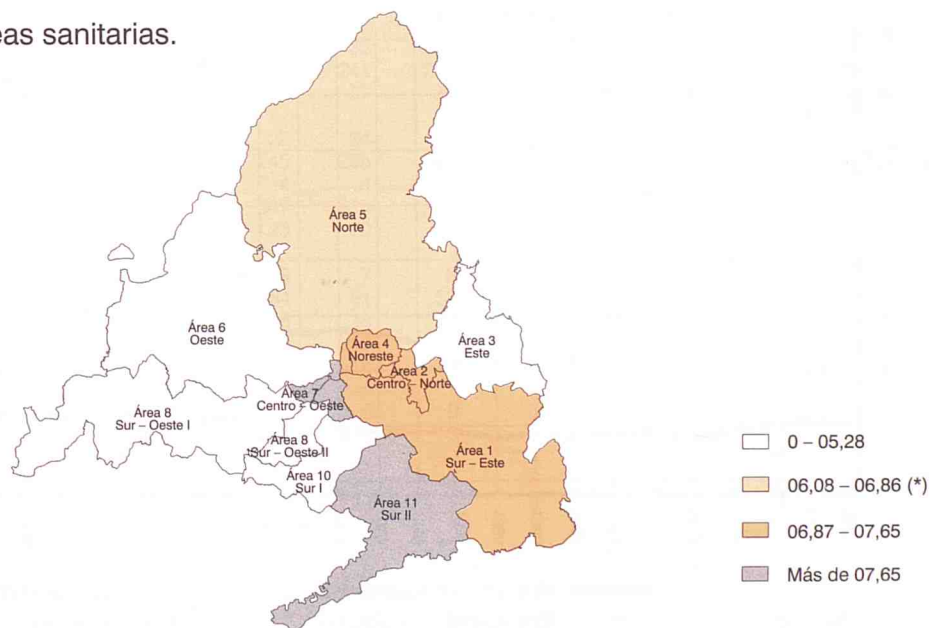 eas sanitarias.
Área 5
Norte
Área 6
Oeste
Área 4
Noreste
Área 3
Este
Área 2
Centro – Norte
Área 7
Centro – Oeste
Área 8
Sur – Oeste I
Área 8
Sur – Oeste II
Área 1
Sur – Este
Área 10
Sur I
Área 11
Sur II
0 – 05,28
06,08 – 06,86 (*)
06,87 – 07,65
Más de 07,65